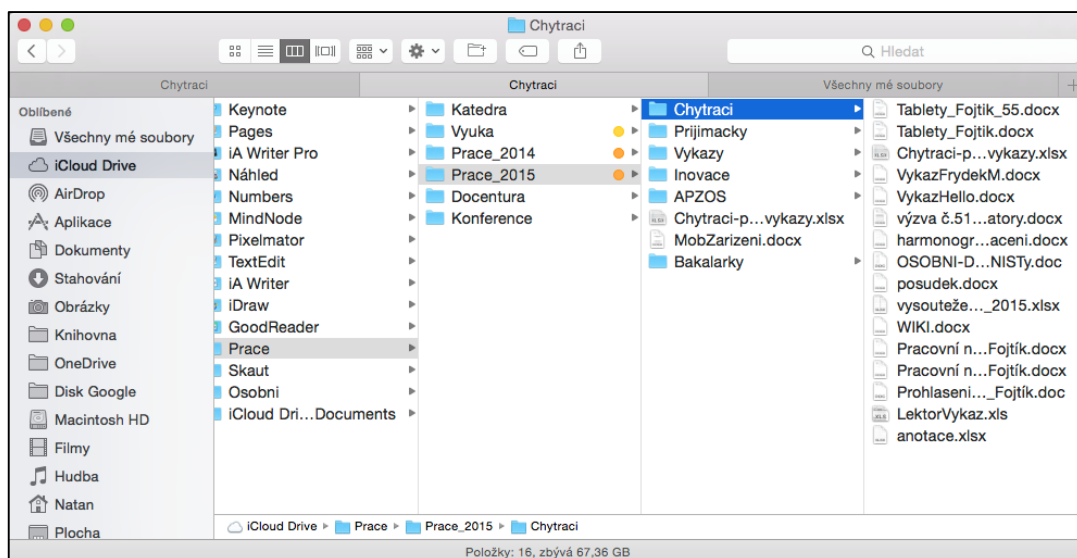 Chytraci
Hledat
Chytraci
Chytraci
Všechny mé soubory
Oblíbené
Všechny mé soubory
iCloud Drive
AirDrop
Aplikace
Dokumenty
Stahování
Obrázky
Knihovna
OneDrive
Disk Google
Macintosh HD
Filmy
Hudba
Natan
Plocha
Keynote
Pages
iA Writer Pro
Náhled
Numbers
MindNode
Pixelmator
TextEdit
iA Writer
iDraw
GoodReader
Prace
Skaut
Osobni
iCloud Dri...Documents
Katedra
Vyuka
Prace_2014
Prace_2015
Docentura
Konference
Chytraci
Prijimacky
Vykazy
Inovace
APZOS
Chytraci-p...vykazy.xlsx
MobZarizeni.docx
Bakalarky
Tablety_Fojtik_55.docx
Tablety_Fojtik.docx
Chytraci-p...vykazy.xlsx
VykazFrydekM.docx
VykazHello.docx
výzva č.51...atory.docx
harmonogr...aceni.docx
OSOBNI-D...NISTy.doc
posudek.docx
vysouteže..._2015.xlsx
WIKI.docx
Pracovní n...Fojtík.docx
Pracovní n...Fojtík.docx
Prohlaseni..._Fojtík.doc
LektorVykaz.xls
anotace.xlsx
iCloud Drive ▸ Prace ▸ Prace_2015 ▸ Chytraci
Položky: 16, zbývá 67,36 GB